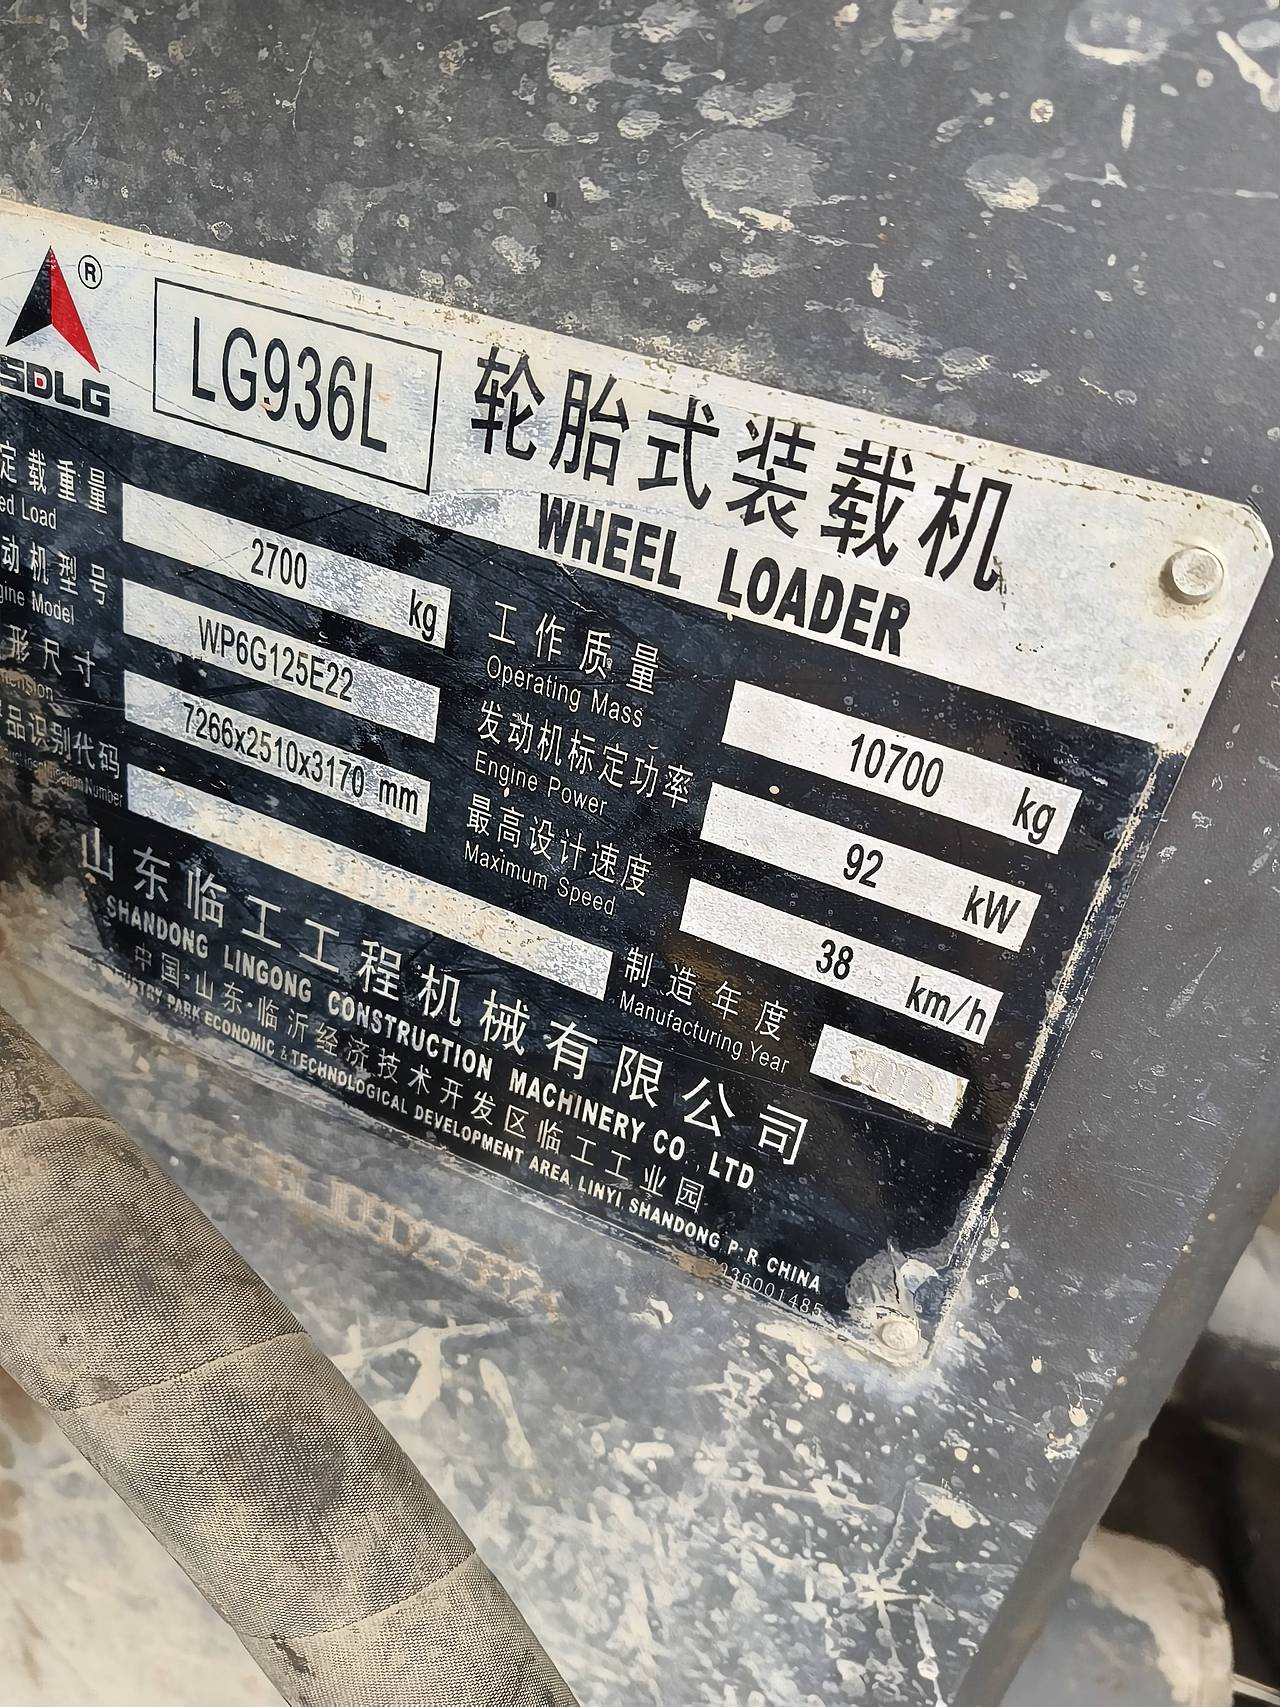 ®
SDLG
LG936L
轮胎式装载机
WHEEL LOADER
定载重量
ed Load
2700 kg
动机型号
gine Model
WP6G125E22
形尺寸
mension
7266x2510x3170 mm
品识别代码
Number
工作质量
Operating Mass
10700 kg
发动机标定功率
Engine Power
92 kW
最高设计速度
Maximum Speed
38 km/h
制造年度
Manufacturing Year
山东临工工程机械有限公司
SHANDONG LINGONG CONSTRUCTION MACHINERY CO., LTD
中国·山东·临沂经济技术开发区临工工业园
INDUSTRY PARK ECONOMIC & TECHNOLOGICAL DEVELOPMENT AREA LINYI SHANDONG P·R. CHINA
2936001485